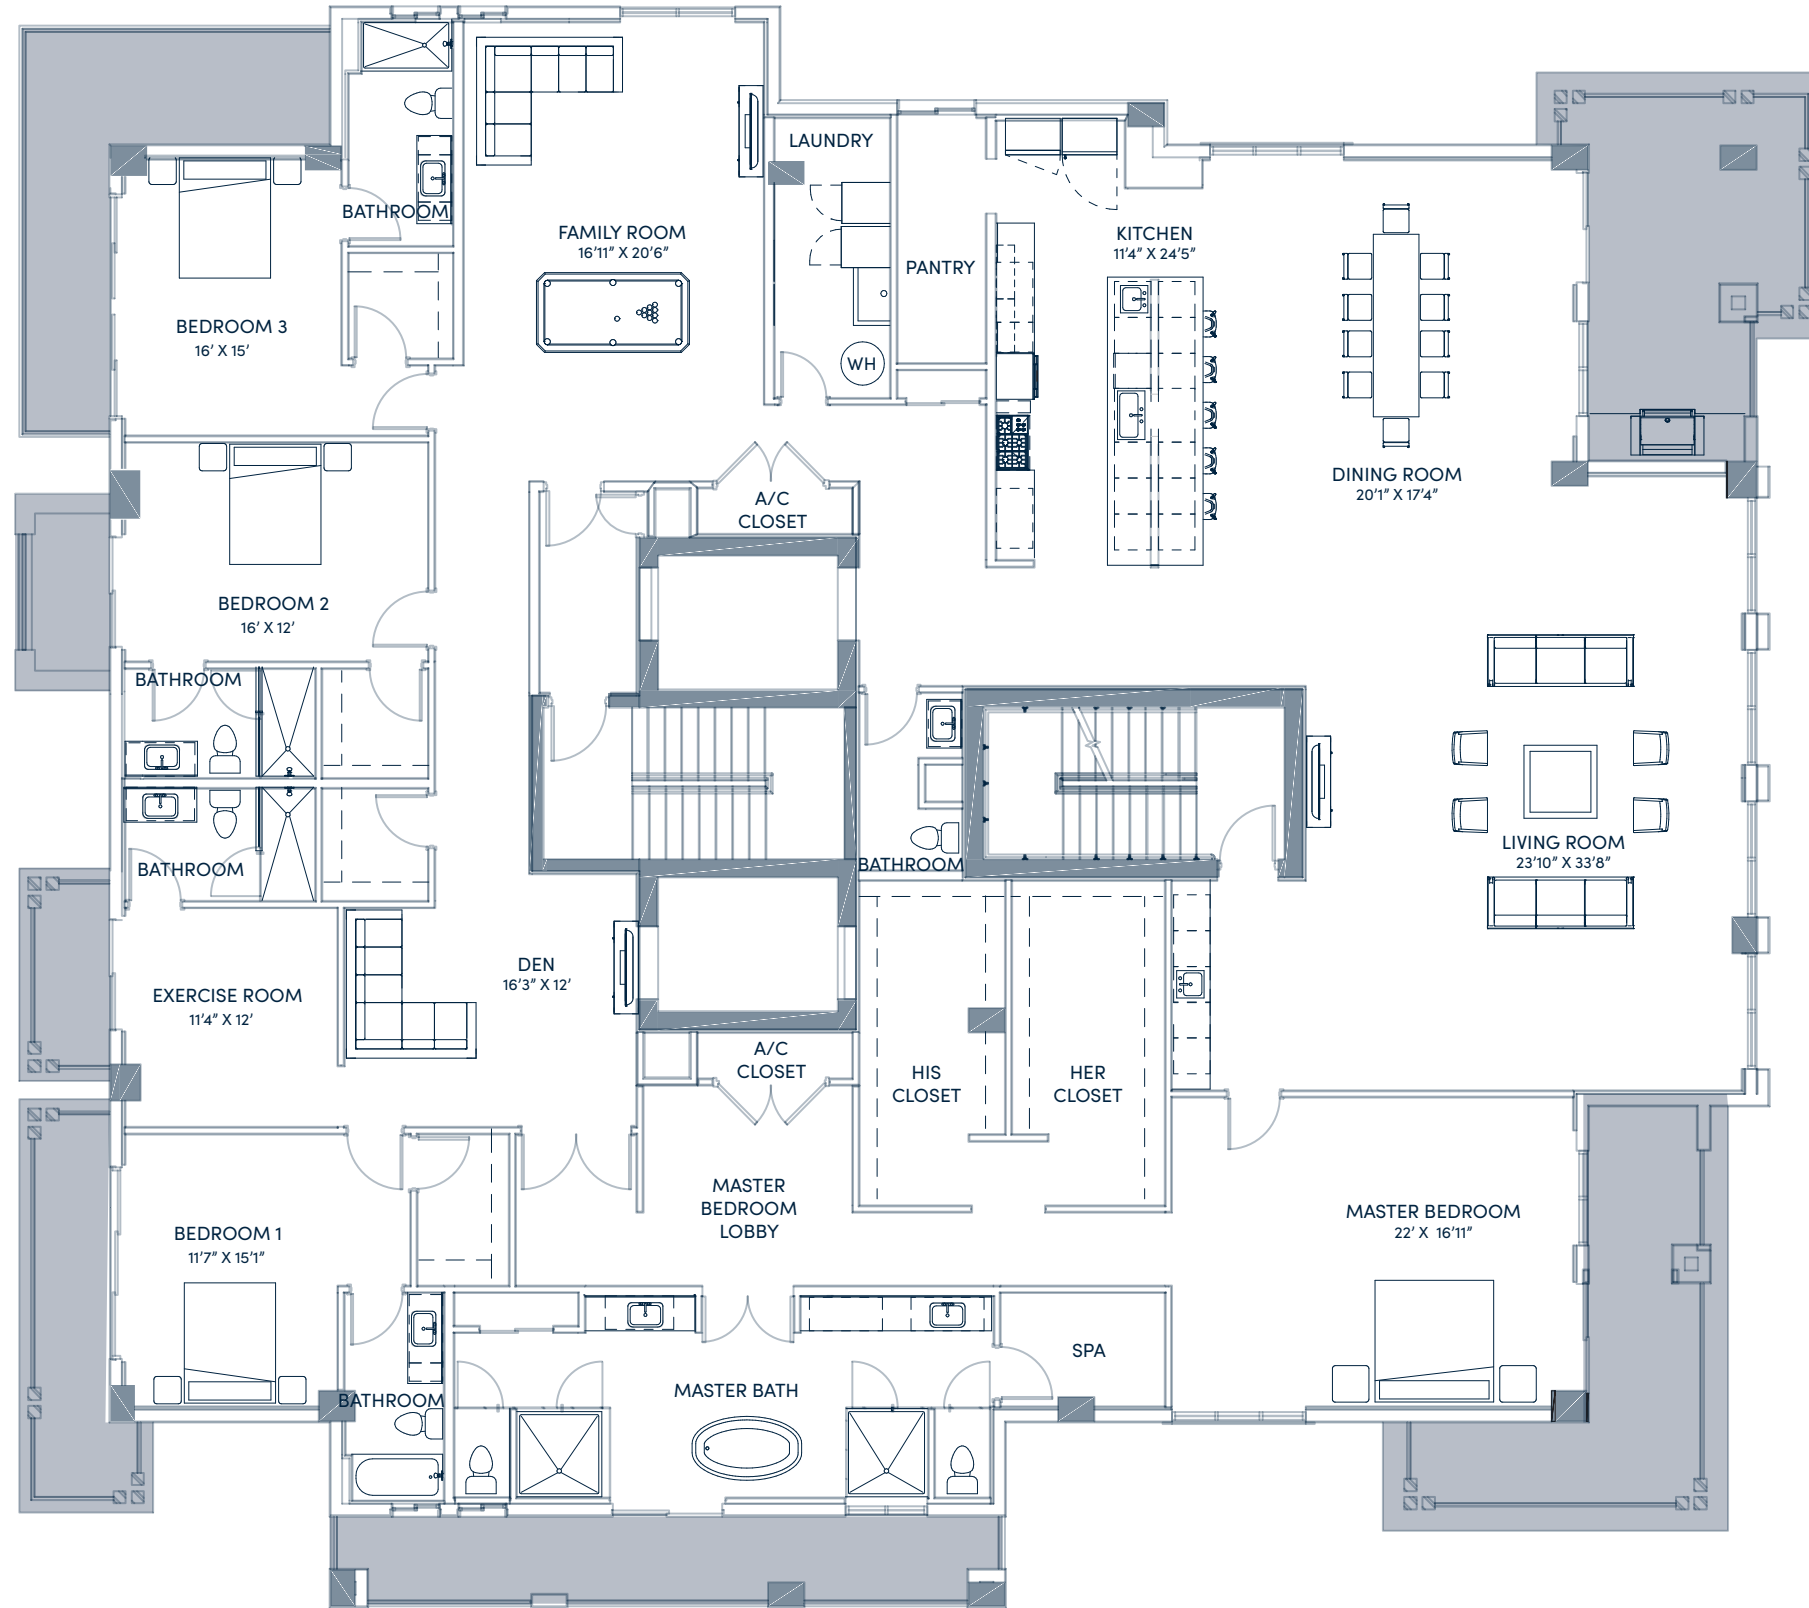 LAUNDRY
BATHROOM
FAMILY ROOM
16'11" X 20'6"
KITCHEN
11'4" X 24'5"
PANTRY
BEDROOM 3
16' X 15'
WH
DINING ROOM
20'1" X 17'4"
A/C
CLOSET
BEDROOM 2
16' X 12'
BATHROOM
BATHROOM
BATHROOM
LIVING ROOM
23'10" X 33'8"
DEN
16'3" X 12'
EXERCISE ROOM
11'4" X 12'
A/C
CLOSET
HIS
CLOSET
HER
CLOSET
MASTER
BEDROOM
LOBBY
MASTER BEDROOM
22' X 16'11"
BEDROOM 1
11'7" X 15'1"
SPA
MASTER BATH
BATHROOM